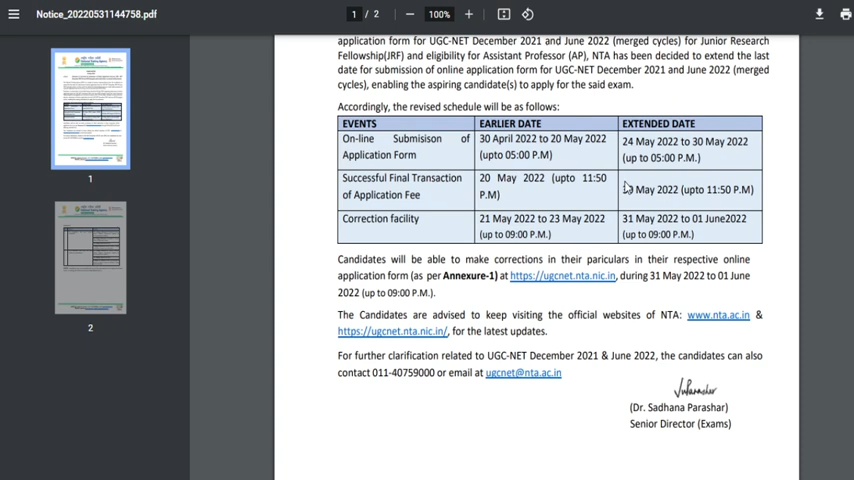 Notice_20220531144758.pdf
1 / 2
100%
application form for UGC-NET December 2021 and June 2022 (merged cycles) for Junior Research
Fellowship(JRF) and eligibility for Assistant Professor (AP), NTA has been decided to extend the last
date for submission of online application form for UGC-NET December 2021 and June 2022 (merged
cycles), enabling the aspiring candidate(s) to apply for the said exam.
Accordingly, the revised schedule will be as follows:
EVENTS EARLIER DATE EXTENDED DATE
On-line Submisison of Application Form
30 April 2022 to 20 May 2022
(upto 05:00 P.M)
24 May 2022 to 30 May 2022
(up to 05:00 P.M.)
Successful Final Transaction
of Application Fee
20 May 2022 (upto 11:50
P.M)
May 2022 (upto 11:50 P.M)
Correction facility
21 May 2022 to 23 May 2022
(up to 09:00 P.M.)
31 May 2022 to 01 June2022
(up to 09:00 P.M.)
Candidates will be able to make corrections in their pariculars in their respective online
application form (as per Annexure-1) at https://ugcnet.nta.nic.in, during 31 May 2022 to 01 June
2022 (up to 09:00 P.M.).
The Candidates are advised to keep visiting the official websites of NTA: www.nta.ac.in &
https://ugcnet.nta.nic.in/, for the latest updates.
For further clarification related to UGC-NET December 2021 & June 2022, the candidates can also
contact 011-40759000 or email at ugcnet@nta.ac.in
(Dr. Sadhana Parashar)
Senior Director (Exams)
1
2